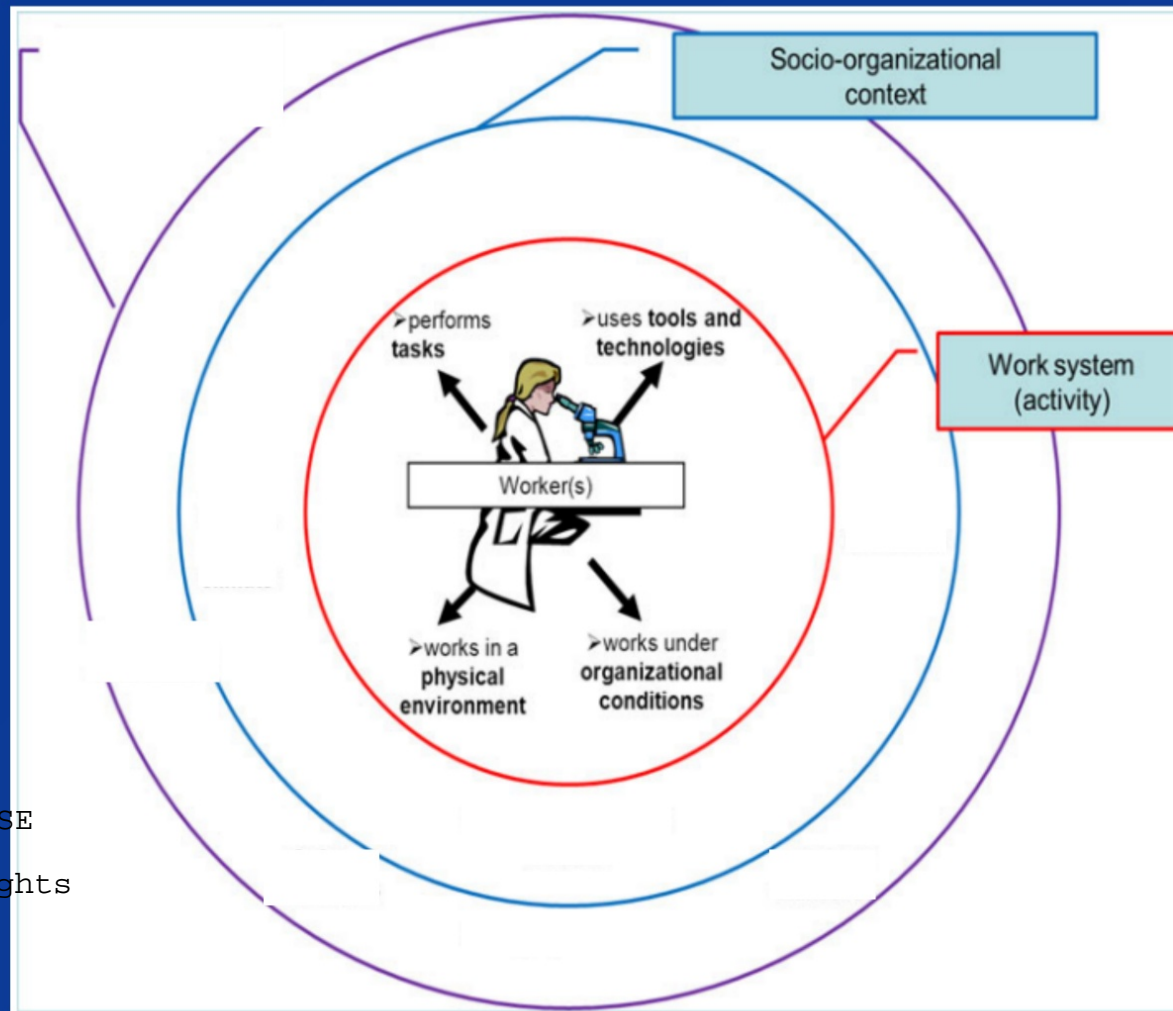 Socio-organizational
context
➢performs
tasks
➢uses tools and
technologies
Work system
(activity)
Worker(s)
➢works in a
physical
environment
➢works under
organizational
conditions